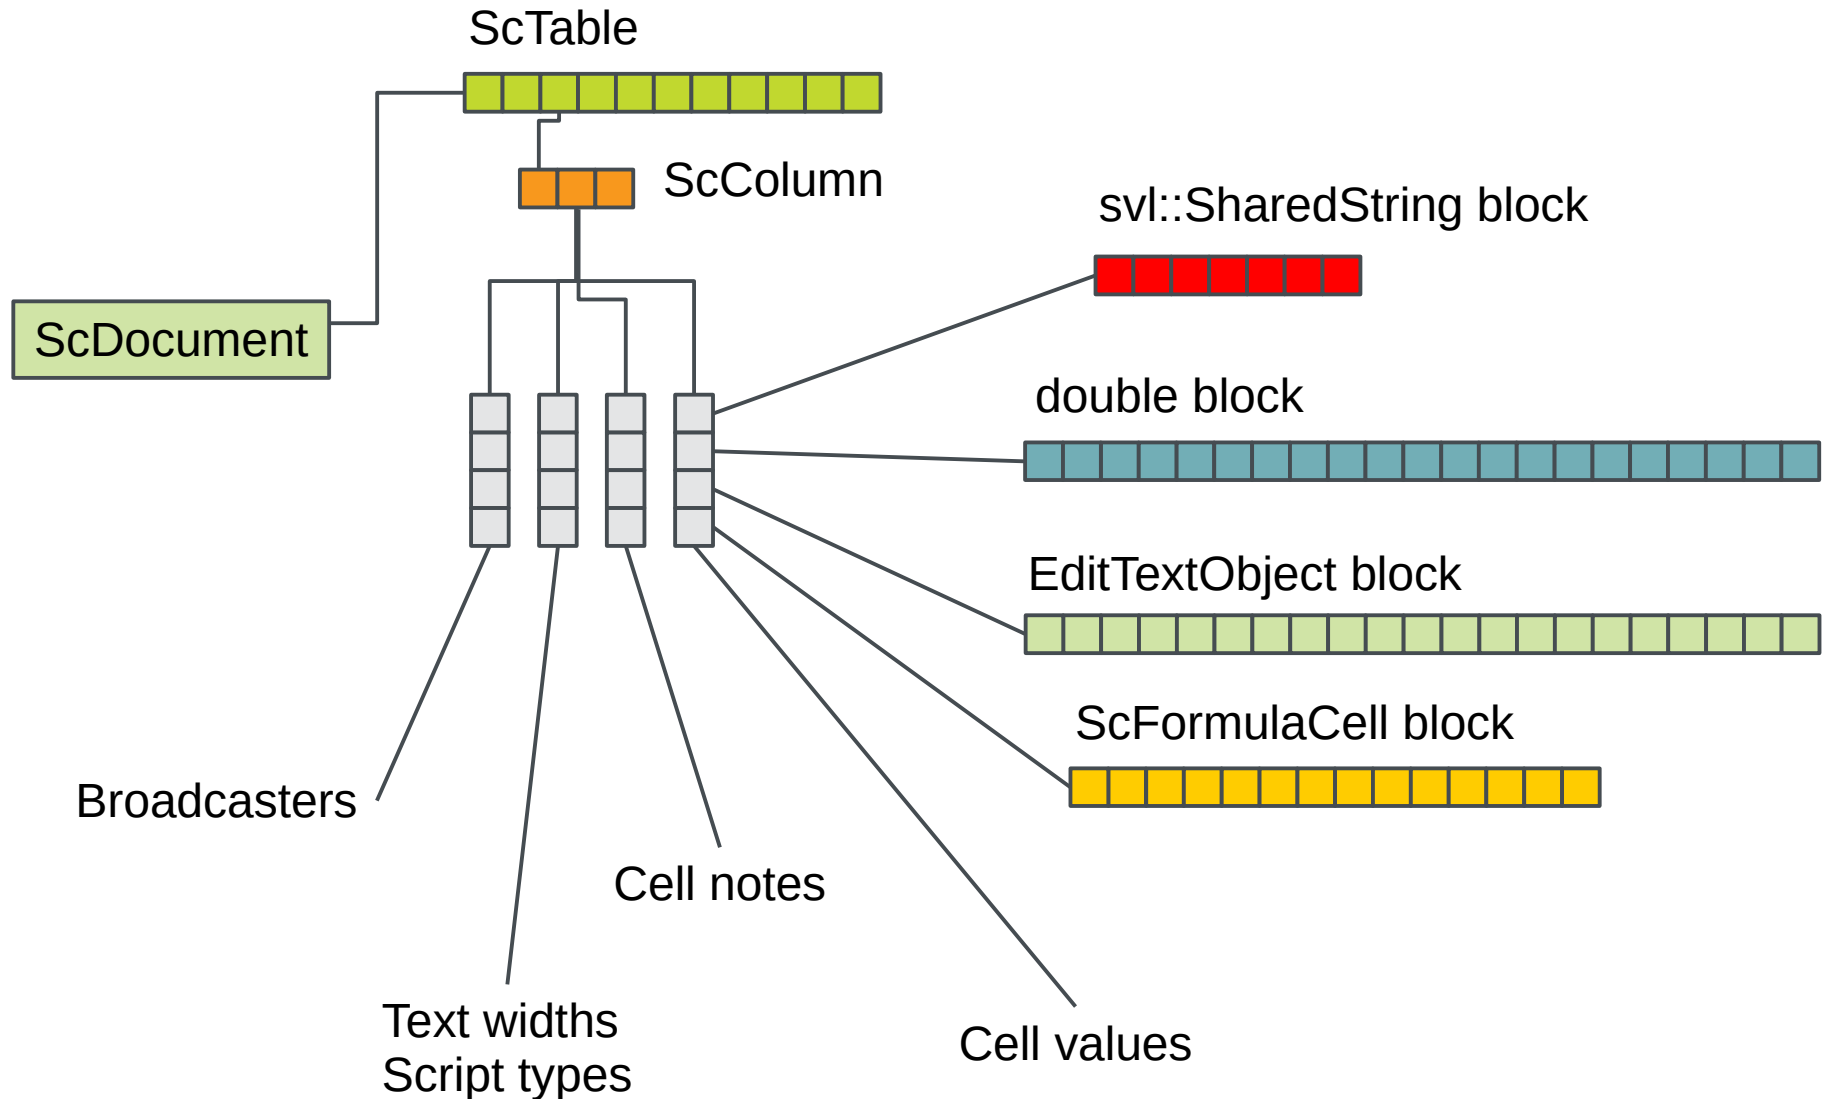 ScTable
ScColumn
svl::SharedString block
ScDocument
double block
EditTextObject block
ScFormulaCell block
Broadcasters
Cell notes
Text widths
Script types
Cell values